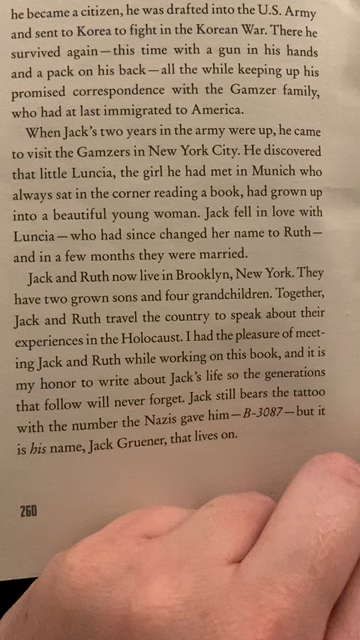 he became a citizen, he was drafted into the U.S. Army
and sent to Korea to fight in the Korean War. There he
survived again—this time with a gun in his hands
and a pack on his back—all the while keeping up his
promised correspondence with the Gamzer family,
who had at last immigrated to America.
When Jack's two years in the army were up, he came
to visit the Gamzers in New York City. He discovered
that little Luncia, the girl he had met in Munich who
always sat in the corner reading a book, had grown up
into a beautiful young woman. Jack fell in love with
Luncia—who had since changed her name to Ruth—
and in a few months they were married.
Jack and Ruth now live in Brooklyn, New York. They
have two grown sons and four grandchildren. Together,
Jack and Ruth travel the country to speak about their
experiences in the Holocaust. I had the pleasure of meet-
ing Jack and Ruth while working on this book, and it is
my honor to write about Jack's life so the generations
that follow will never forget. Jack still bears the tattoo
with the number the Nazis gave him—B-3087—but it
is his name, Jack Gruener, that lives on.
260